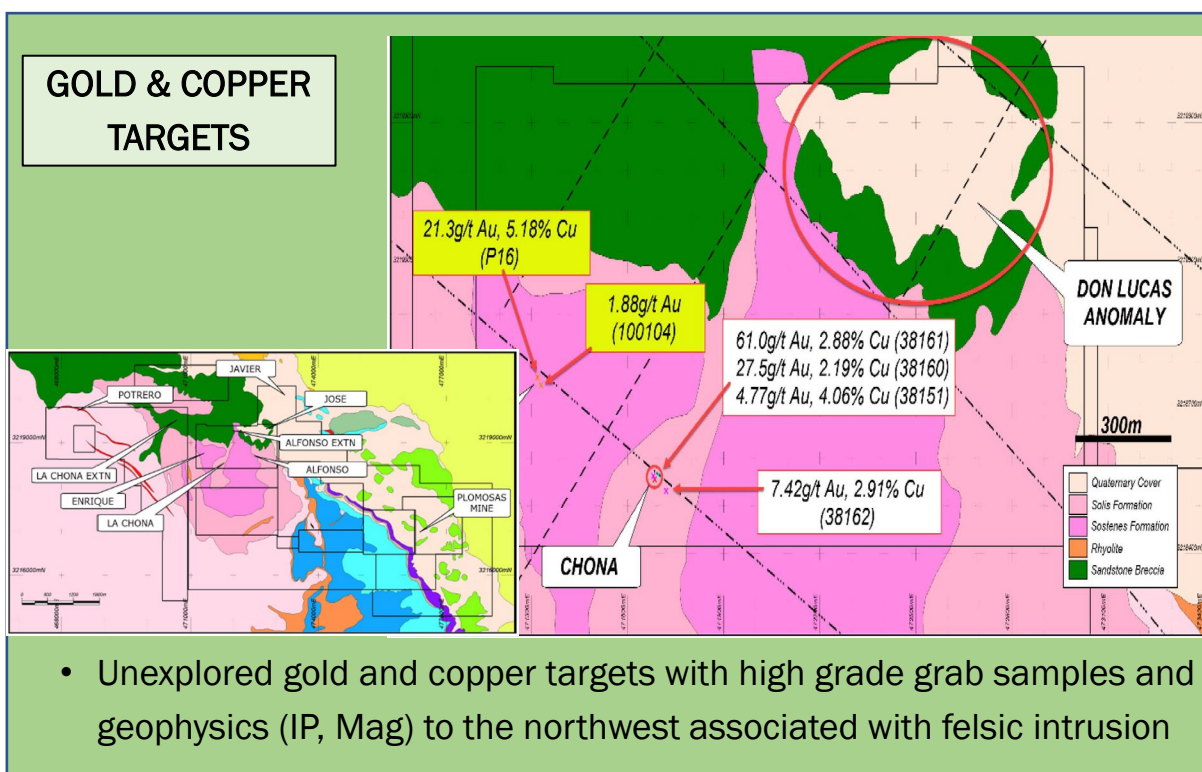 GOLD & COPPER
TARGETS
21.3g/t Au, 5.18% Cu
(P16)
1.88g/t Au
(100104)
61.0g/t Au, 2.88% Cu (38161)
27.5g/t Au, 2.19% Cu (38160)
4.77g/t Au, 4.06% Cu (38151)
7.42g/t Au, 2.91% Cu
(38162)
CHONA
DON LUCAS
ANOMALY
300m
Quaternary Cover
Solis Formation
Sostenes Formation
Rhyolite
Sandstone Breccia
JAVIER
POTRERO
JOSE
3219000mN
3219000mN
ALFONSO EXTN
LA CHONA EXTN
ALFONSO
ENRIQUE
LA CHONA
PLOMOSAS
MINE
3216000mN
3216000mN
• Unexplored gold and copper targets with high grade grab samples and
geophysics (IP, Mag) to the northwest associated with felsic intrusion